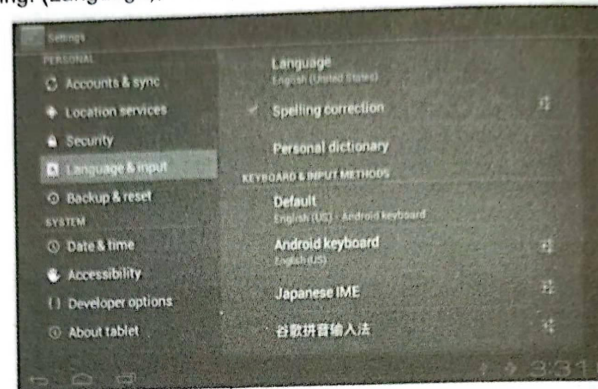 Settings
PERSONAL
Accounts & sync
Location services
Security
Language & input
Backup & reset
SYSTEM
Date & time
Accessibility
{ } Developer options
About tablet
Language
English (United States)
Spelling correction
Personal dictionary
KEYBOARD & INPUT METHODS
Default
English (US) - Android keyboard
Android keyboard
English (US)
Japanese IME
谷歌拼音输入法
3:31